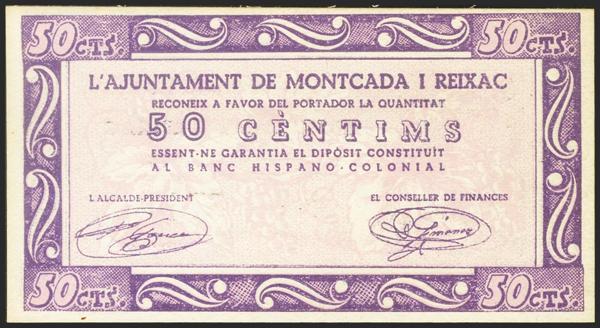 50 CTS. 50 CTS.
L'AJUNTAMENT DE MONTCADA I REIXAC
RECONEIX A FAVOR DEL PORTADOR LA QUANTITAT
50 CÈNTIMS
ESSENT-NE GARANTIA EL DIPÒSIT CONSTITUÏT
AL BANC HISPANO-COLONIAL
L'ALCALDE-PRESIDENT EL CONSELLER DE FINANCES
50 CTS. 50 CTS.